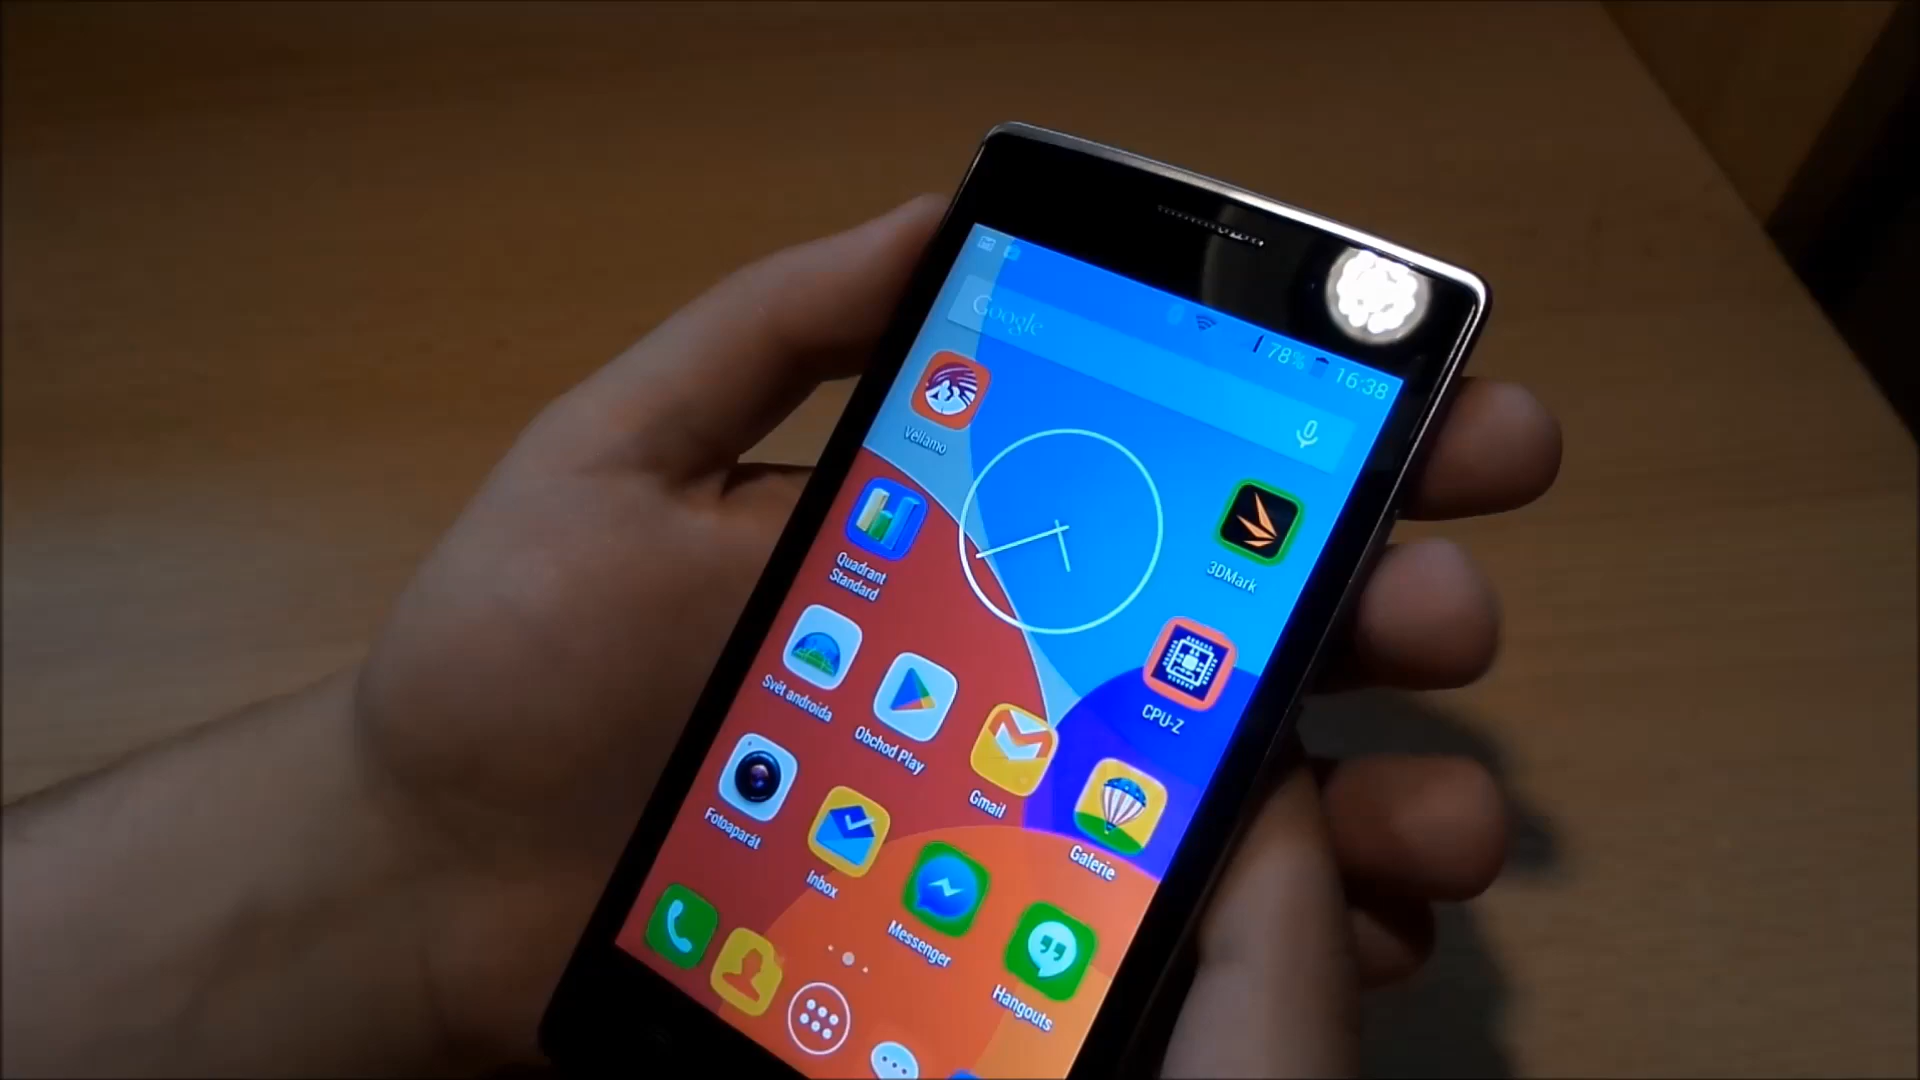 78% 16:38
Google
Vellamo
Quadrant
Standard
3DMark
Svět androida
Obchod Play
Gmail
CPU-Z
Fotoaparát
Inbox
Messenger
Hangouts
Galerie